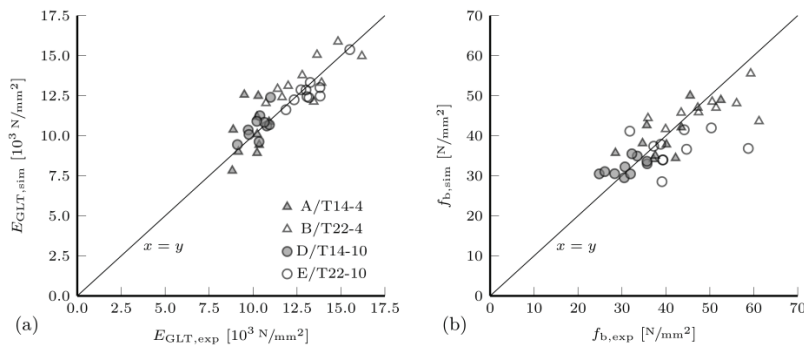 17.5
15.0
12.5
10.0
7.5
5.0
2.5
0.0
E_GLT,sim [10³ N/mm²]
A/T14-4
B/T22-4
D/T14-10
E/T22-10
x = y
0.0 2.5 5.0 7.5 10.0 12.5 15.0 17.5
(a) E_GLT,exp [10³ N/mm²]
70
60
50
40
30
20
10
0
f_b,sim [N/mm²]
x = y
0 10 20 30 40 50 60 70
(b) f_b,exp [N/mm²]